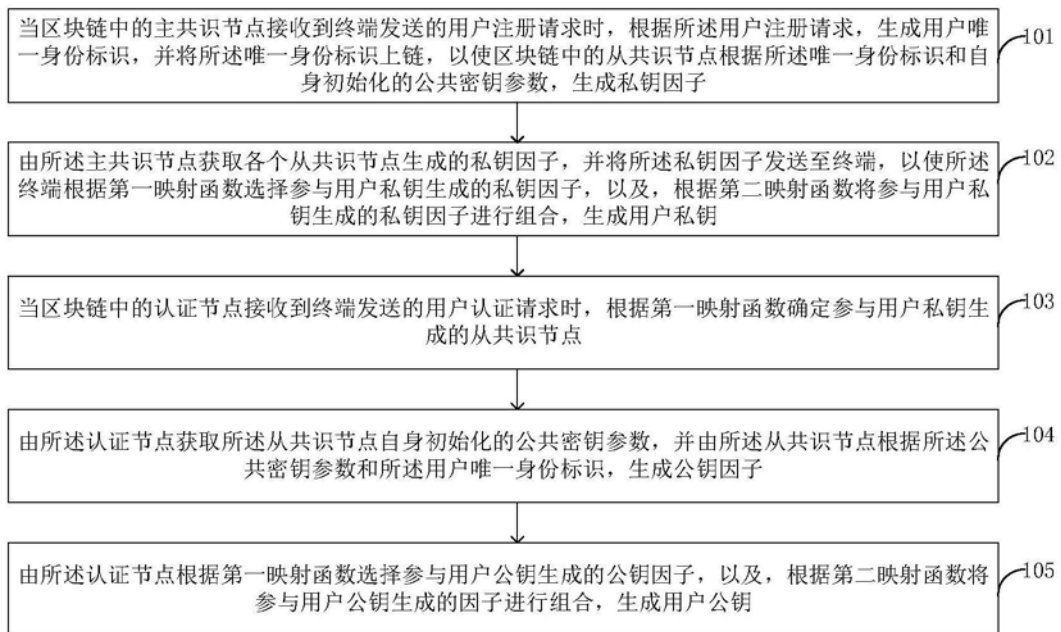 当区块链中的主共识节点接收到终端发送的用户注册请求时，根据所述用户注册请求，生成用户唯
一身份标识，并将所述唯一身份标识上链，以使区块链中的从共识节点根据所述唯一身份标识和自
身初始化的公共密钥参数，生成私钥因子
101
由所述主共识节点获取各个从共识节点生成的私钥因子，并将所述私钥因子发送至终端，以使所述
终端根据第一映射函数选择参与用户私钥生成的私钥因子，以及，根据第二映射函数将参与用户私
钥生成的私钥因子进行组合，生成用户私钥
102
当区块链中的认证节点接收到终端发送的用户认证请求时，根据第一映射函数确定参与用户私钥生
成的从共识节点
103
由所述认证节点获取所述从共识节点自身初始化的公共密钥参数，并由所述从共识节点根据所述公
共密钥参数和所述用户唯一身份标识，生成公钥因子
104
由所述认证节点根据第一映射函数选择参与用户公钥生成的公钥因子，以及，根据第二映射函数将
参与用户公钥生成的因子进行组合，生成用户公钥
105